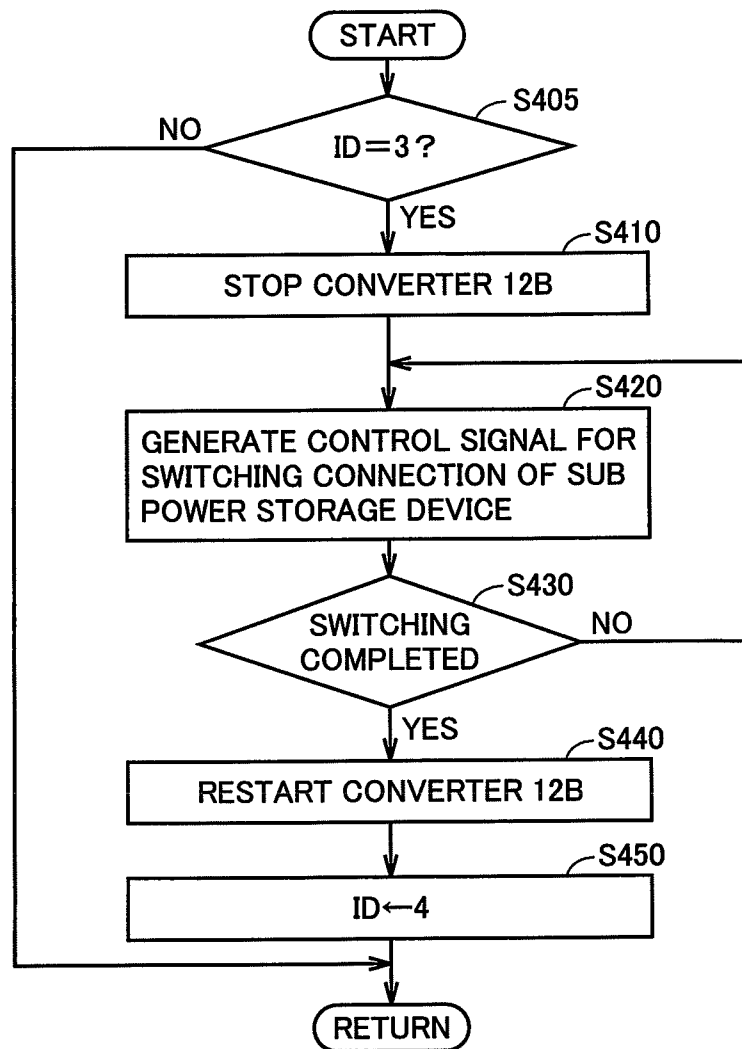 START
S405
NO
ID=3?
YES
S410
STOP CONVERTER 12B
S420
GENERATE CONTROL SIGNAL FOR
SWITCHING CONNECTION OF SUB
POWER STORAGE DEVICE
S430
SWITCHING
COMPLETED
NO
YES
S440
RESTART CONVERTER 12B
S450
ID←4
RETURN